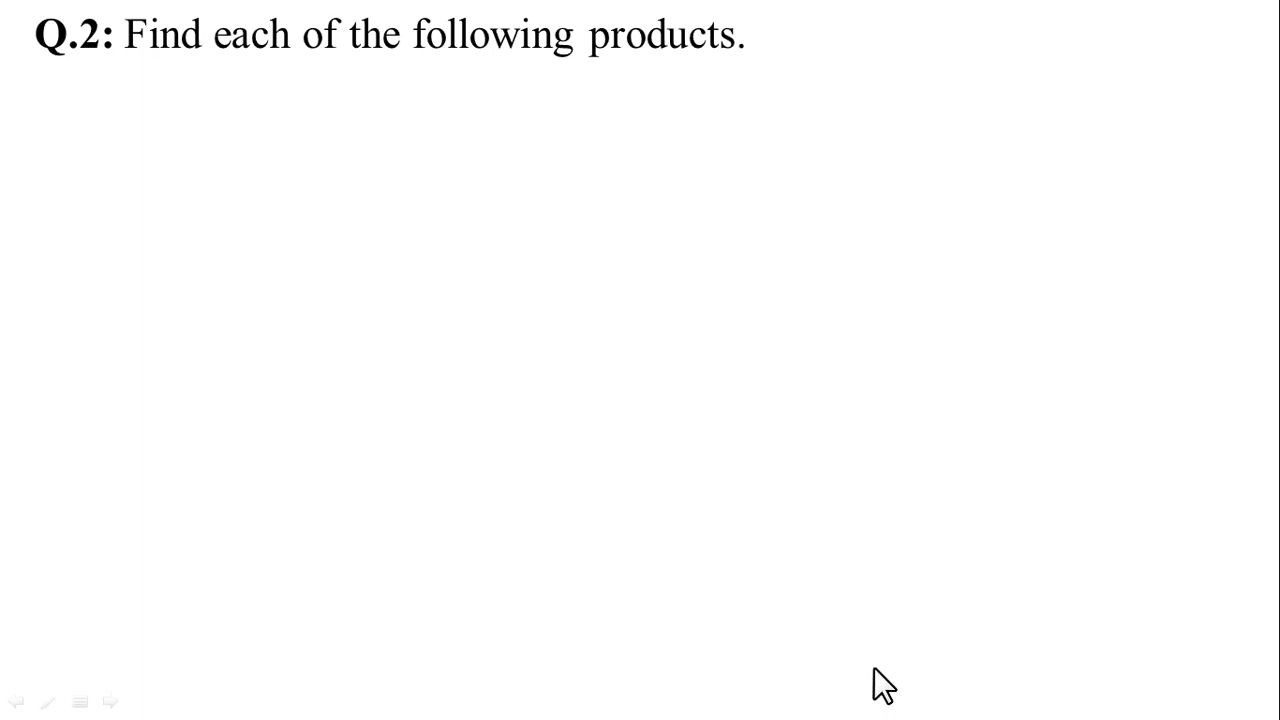 Q.2: Find each of the following products.